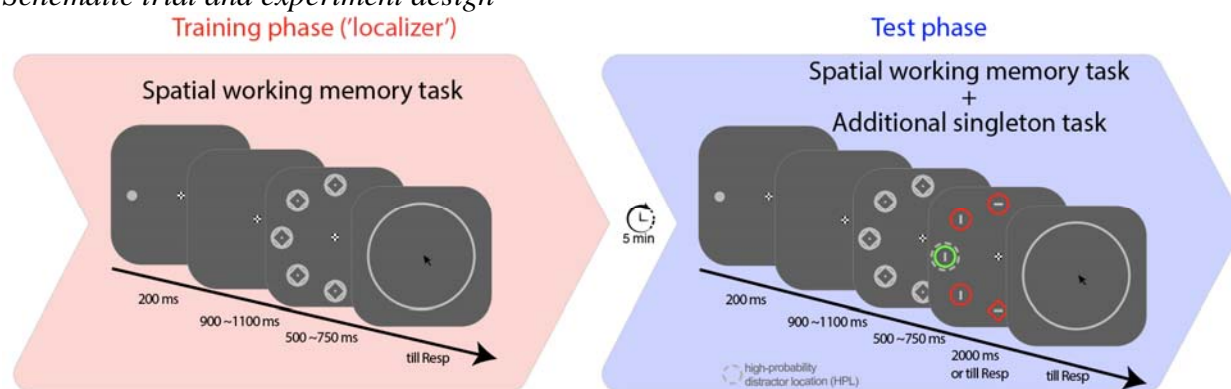 Schematic trial and experiment design
Training phase ('localizer')
Spatial working memory task
200 ms
900 ~1100 ms
500 ~750 ms
till Resp
5 min
Test phase
Spatial working memory task
+
Additional singleton task
200 ms
900 ~1100 ms
500 ~750 ms
2000 ms
or till Resp
till Resp
high-probability
distractor location (HPL)